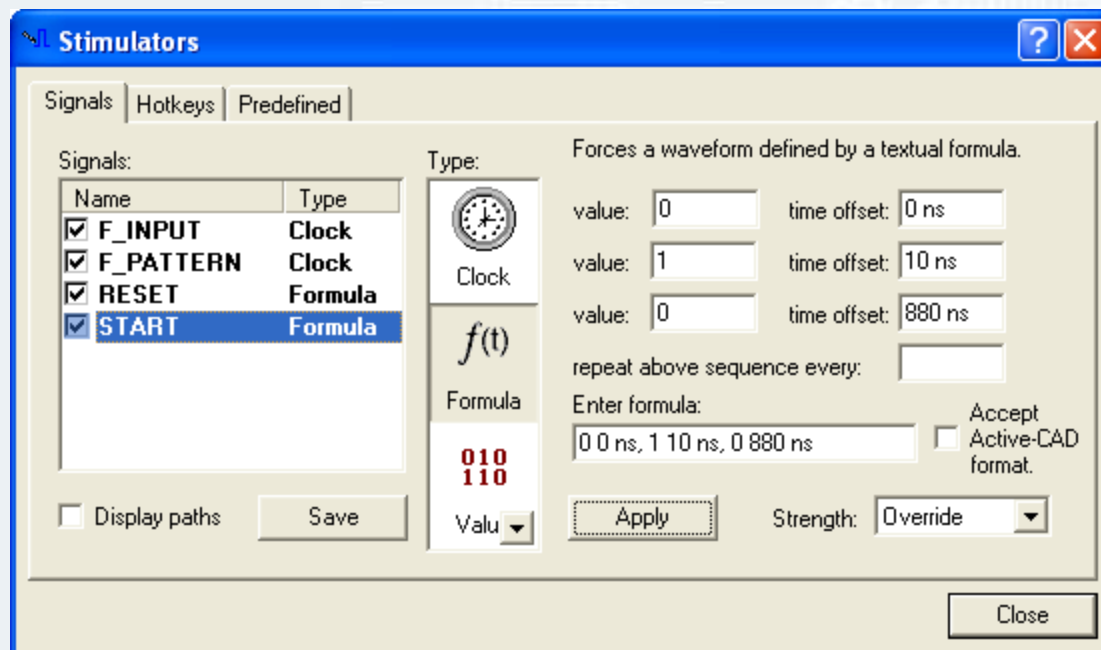 Stimulators
Signals Hotkeys Predefined
Signals:
Name Type
F_INPUT Clock
F_PATTERN Clock
RESET Formula
START Formula
Display paths
Save
Type:
Clock
f(t)
Formula
010
110
Valu
Forces a waveform defined by a textual formula.
value: 0 time offset: 0 ns
value: 1 time offset: 10 ns
value: 0 time offset: 880 ns
repeat above sequence every:
Enter formula:
0 0 ns, 1 10 ns, 0 880 ns
Accept
Active-CAD
format.
Apply
Strength: Override
Close